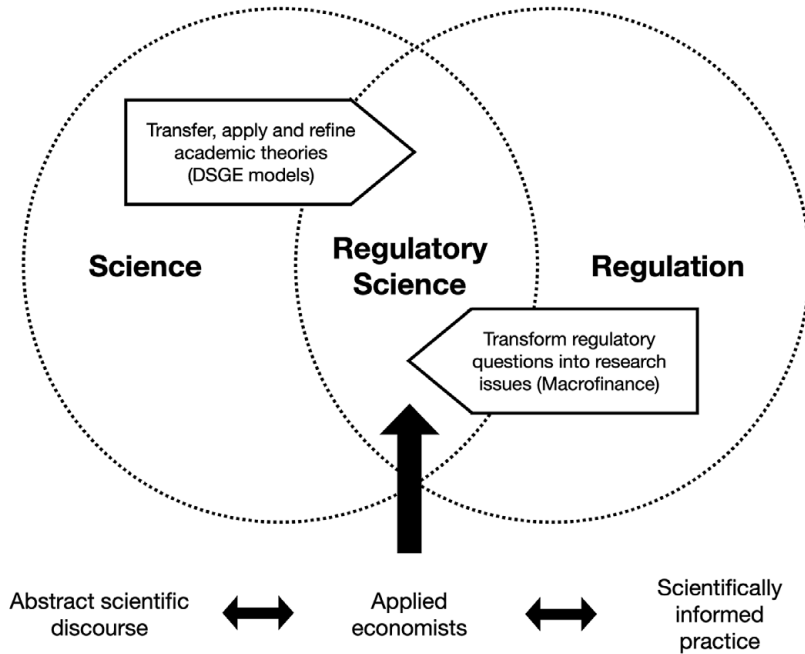 Transfer, apply and refine
academic theories
(DSGE models)
Science
Regulatory
Science
Regulation
Transform regulatory
questions into research
issues (Macrofinance)
Abstract scientific
discourse
Applied
economists
Scientifically
informed
practice